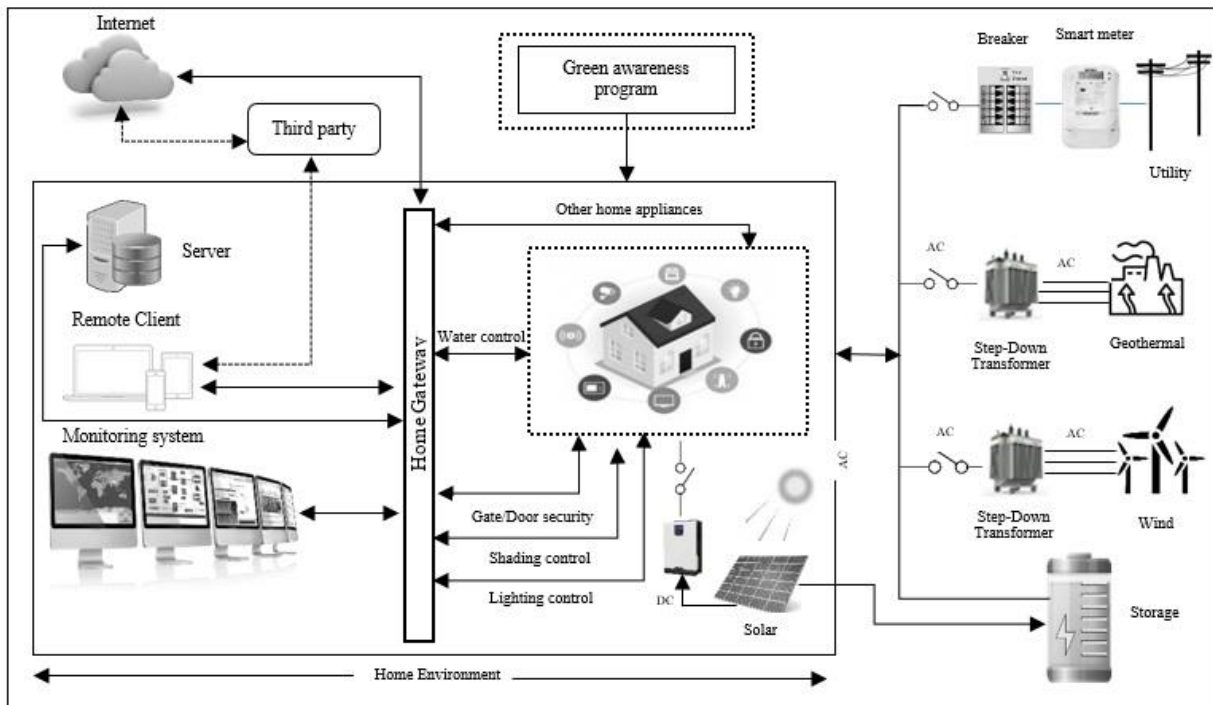 Internet
Third party
Green awareness
program
Breaker
Smart meter
Utility
Server
Remote Client
Monitoring system
Home Gateway
Other home appliances
Water control
Gate/Door security
Shading control
Lighting control
DC
Solar
AC
AC
AC
Step-Down
Transformer
Geothermal
AC
AC
Step-Down
Transformer
Wind
Storage
Home Environment